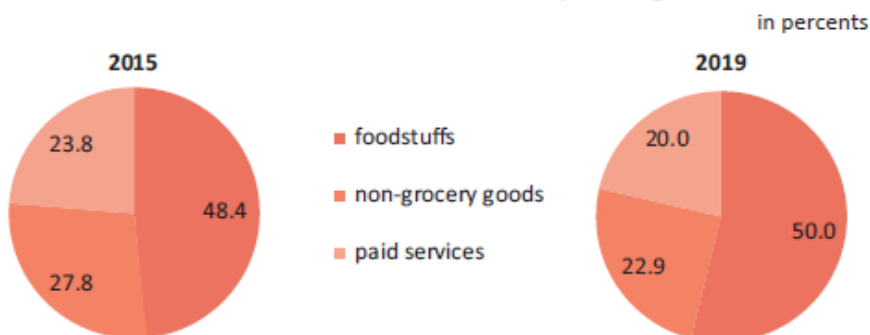 in percents
2015
2019
23.8
48.4
27.8
foodstuffs
non-grocery goods
paid services
20.0
50.0
22.9